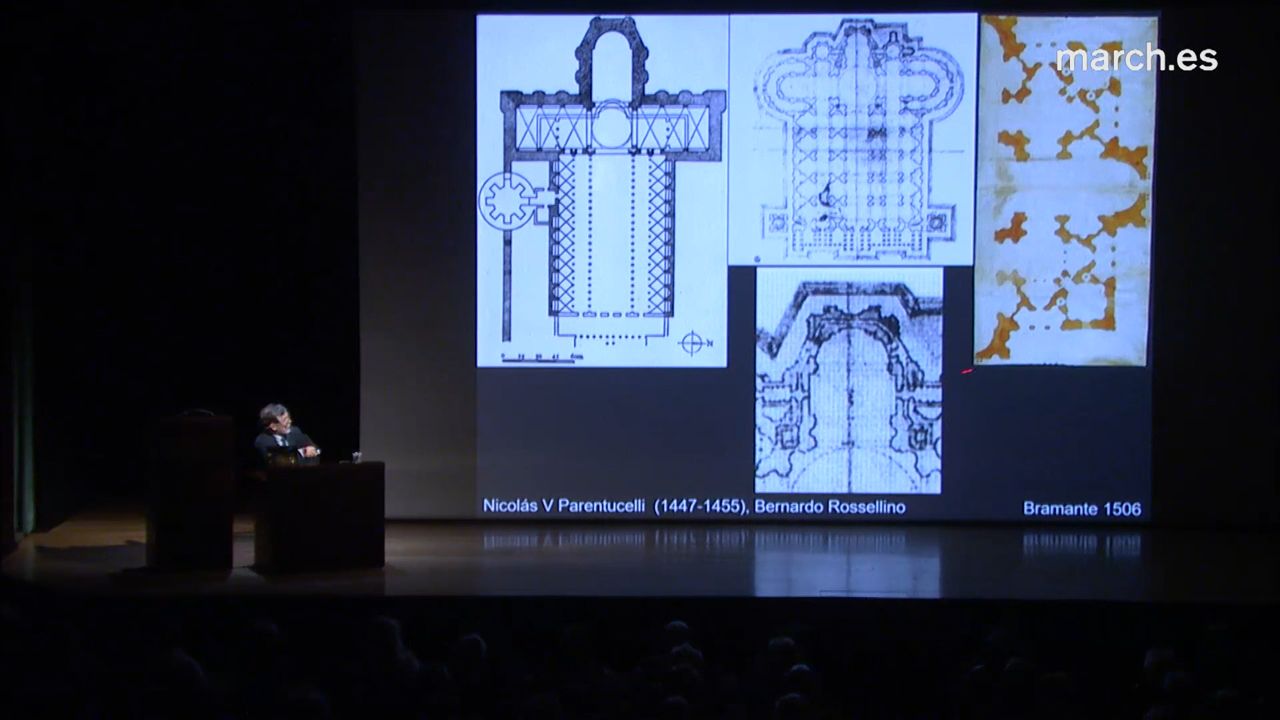 march.es
Nicolás V Parentucelli (1447-1455), Bernardo Rossellino
Bramante 1506